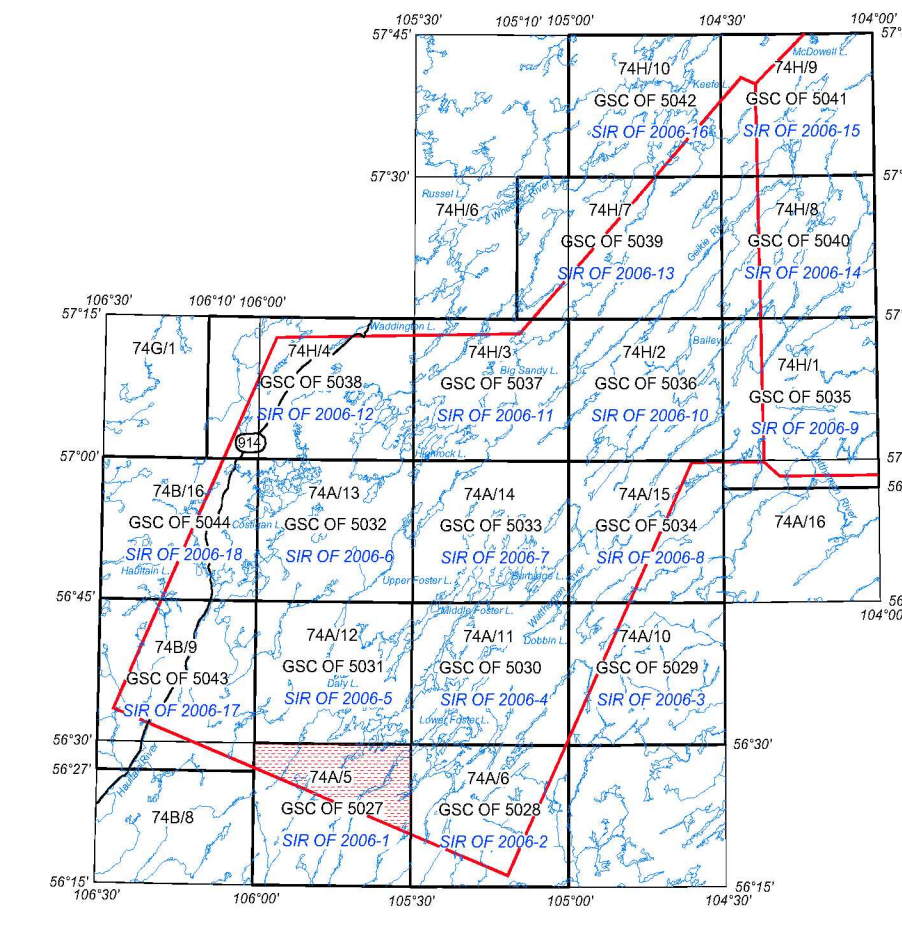 105°30'
105°10'
105°00'
104°30'
104°00'
57°45'
57°
McDowell L.
74H/10
Keefe L.
74H/9
GSC OF 5042
GSC OF 5041
SIR OF 2006-16
SIR OF 2006-15
57°30'
57°
Russel L.
74H/6
Wheeler River
74H/7
74H/8
Geikie River
GSC OF 5039
GSC OF 5040
SIR OF 2006-13
SIR OF 2006-14
106°30'
106°10'
106°00'
57°15'
57
Waddington L.
74G/1
74H/4
74H/3
74H/2
Bailey L.
74H/1
Big Sandy L.
GSC OF 5038
GSC OF 5037
GSC OF 5036
GSC OF 5035
SIR OF 2006-12
SIR OF 2006-11
SIR OF 2006-10
SIR OF 2006-9
914
Highrock L.
57°00'
57
56
74B/16
74A/13
74A/14
74A/15
74A/16
River
GSC OF 5044
Costigan L.
GSC OF 5032
GSC OF 5033
GSC OF 5034
SIR OF 2006-18
SIR OF 2006-6
SIR OF 2006-7
SIR OF 2006-8
Haultain L.
Upper Foster L.
River
56°45'
56
104°00'
Middle Foster L.
74B/9
74A/12
74A/11
Dobbin L.
74A/10
GSC OF 5043
GSC OF 5031
GSC OF 5030
GSC OF 5029
Daly L.
SIR OF 2006-17
SIR OF 2006-5
SIR OF 2006-4
SIR OF 2006-3
Lower Foster L.
56°30'
56°30'
56°27'
Haultain River
74A/5
74A/6
74B/8
GSC OF 5027
GSC OF 5028
SIR OF 2006-1
SIR OF 2006-2
56°15'
56°15'
106°30'
106°00'
105°30'
105°00'
104°30'